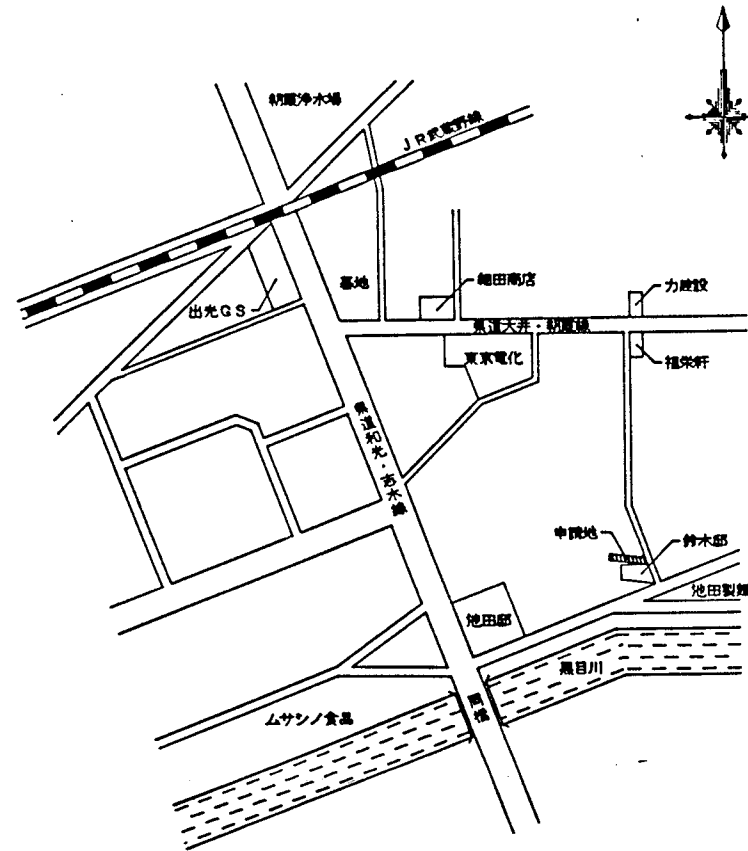 朝霞浄水場
JR武蔵野線
墓地
細田商店
力建設
出光GS
県道大井・朝霞線
東京電化
福栄軒
県道和光・志木線
申請地
鈴木邸
池田製麺
池田邸
黒目川
ムサシノ食品
岡橋